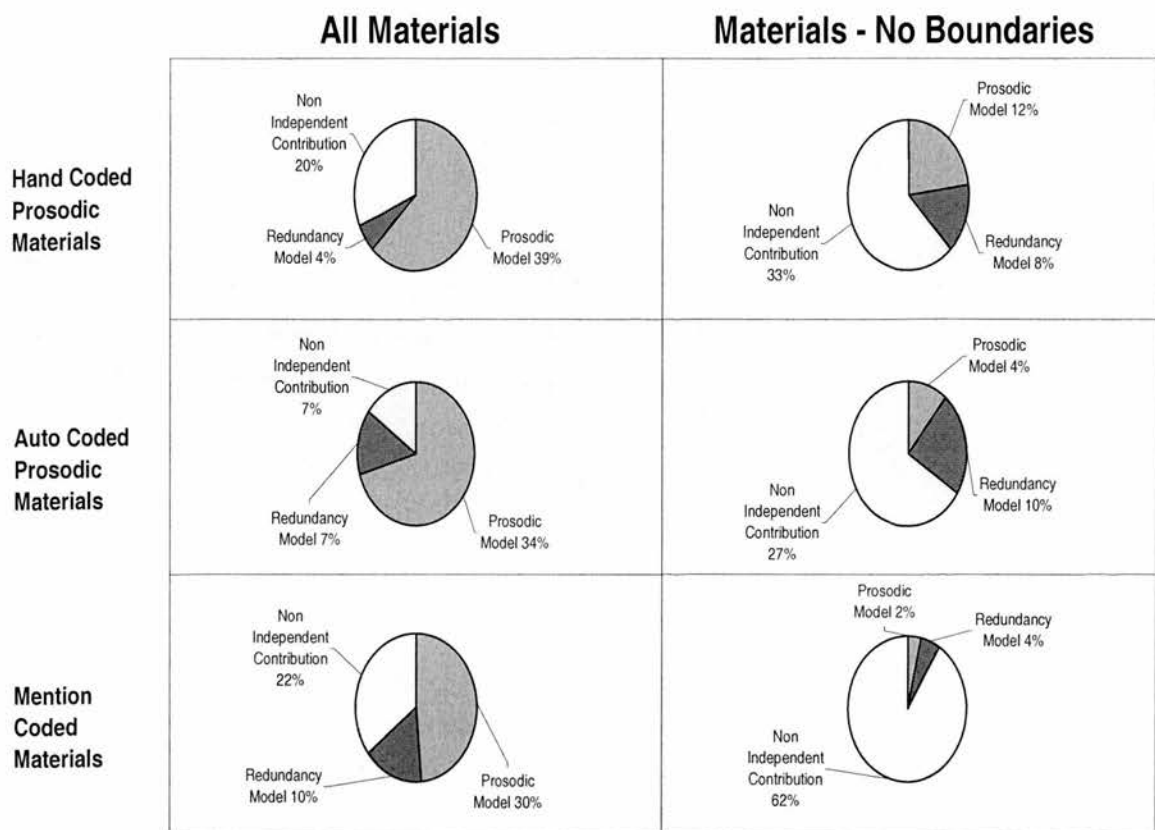 All Materials
Materials - No Boundaries
Hand Coded
Prosodic
Materials
Non
Independent
Contribution
20%
Redundancy
Model 4%
Prosodic
Model 39%
Prosodic
Model 12%
Non
Independent
Contribution
33%
Redundancy
Model 8%
Auto Coded
Prosodic
Materials
Non
Independent
Contribution
7%
Redundancy
Model 7%
Prosodic
Model 34%
Prosodic
Model 4%
Non
Independent
Contribution
27%
Redundancy
Model 10%
Mention
Coded
Materials
Non
Independent
Contribution
22%
Redundancy
Model 10%
Prosodic
Model 30%
Prosodic
Model 2%
Redundancy
Model 4%
Non
Independent
Contribution
62%